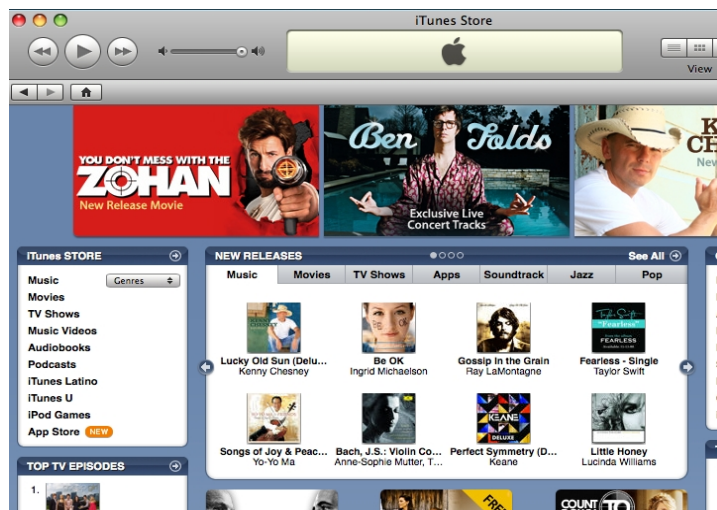 iTunes Store
View
YOU DON'T MESS WITH THE
ZOHAN
New Release Movie
Ben Folds
Exclusive Live
Concert Tracks
K
CH
New
iTunes STORE
Music
Genres
Movies
TV Shows
Music Videos
Audiobooks
Podcasts
iTunes Latino
iTunes U
iPod Games
App Store NEW
TOP TV EPISODES
1.
NEW RELEASES
See All
Music Movies TV Shows Apps Soundtrack Jazz Pop
Lucky Old Sun (Delu...
Kenny Chesney
Be OK
Ingrid Michaelson
Gossip In the Grain
Ray LaMontagne
Taylor Swift
"Fearless"
FEARLESS
Fearless - Single
Taylor Swift
Songs of Joy & Peac...
Yo-Yo Ma
Bach, J.S.: Violin Co...
Anne-Sophie Mutter, T...
KEANE
DELUXE
Perfect Symmetry (D...
Keane
Little Honey
Lucinda Williams
FREE
COUNT
TO